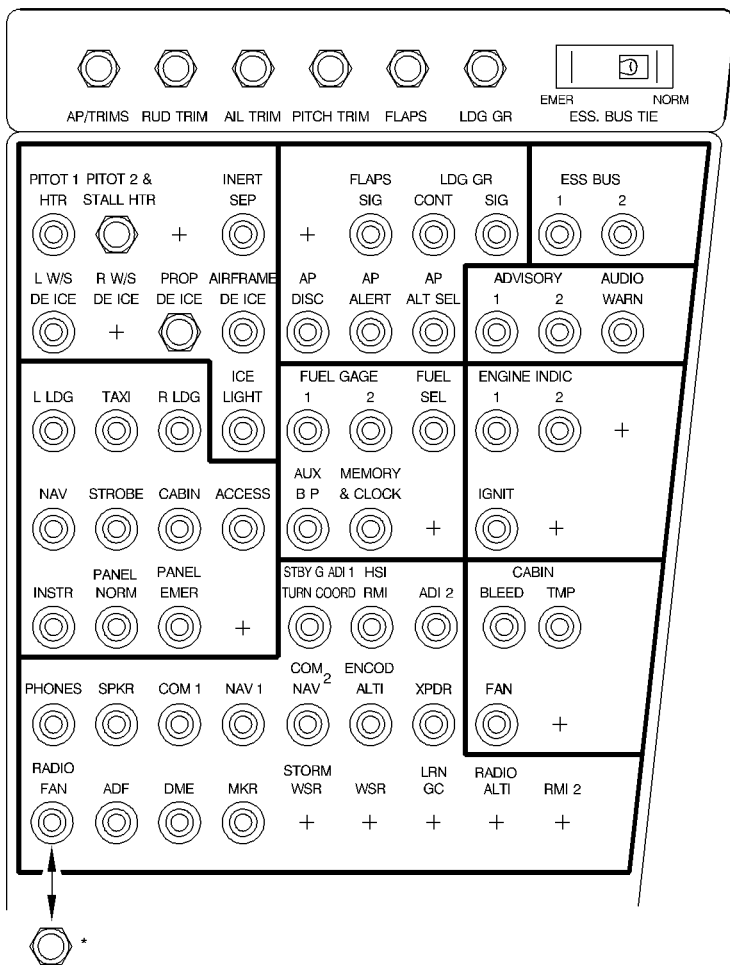 AP/TRIMS RUD TRIM AIL TRIM PITCH TRIM FLAPS LDG GR
EMER NORM
ESS. BUS TIE
PITOT 1 PITOT 2 & INERT FLAPS LDG GR ESS BUS
HTR STALL HTR + SEP + SIG CONT SIG 1 2
L W/S R W/S PROP AIRFRAME AP AP AP ADVISORY AUDIO
DE ICE DE ICE DE ICE DE ICE DISC ALERT ALT SEL 1 2 WARN
+
ICE FUEL GAGE FUEL ENGINE INDIC
L LDG TAXI R LDG LIGHT 1 2 SEL 1 2
+
AUX MEMORY
NAV STROBE CABIN ACCESS B P & CLOCK IGNIT
+ +
PANEL PANEL STBY G ADI 1 HSI CABIN
INSTR NORM EMER TURN COORD RMI ADI 2 BLEED TMP
+
COM 2 ENCOD
PHONES SPKR COM 1 NAV 1 NAV ALTI XPDR FAN
+
RADIO STORM LRN RADIO
FAN ADF DME MKR WSR WSR GC ALTI RMI 2
+ + + + +
*